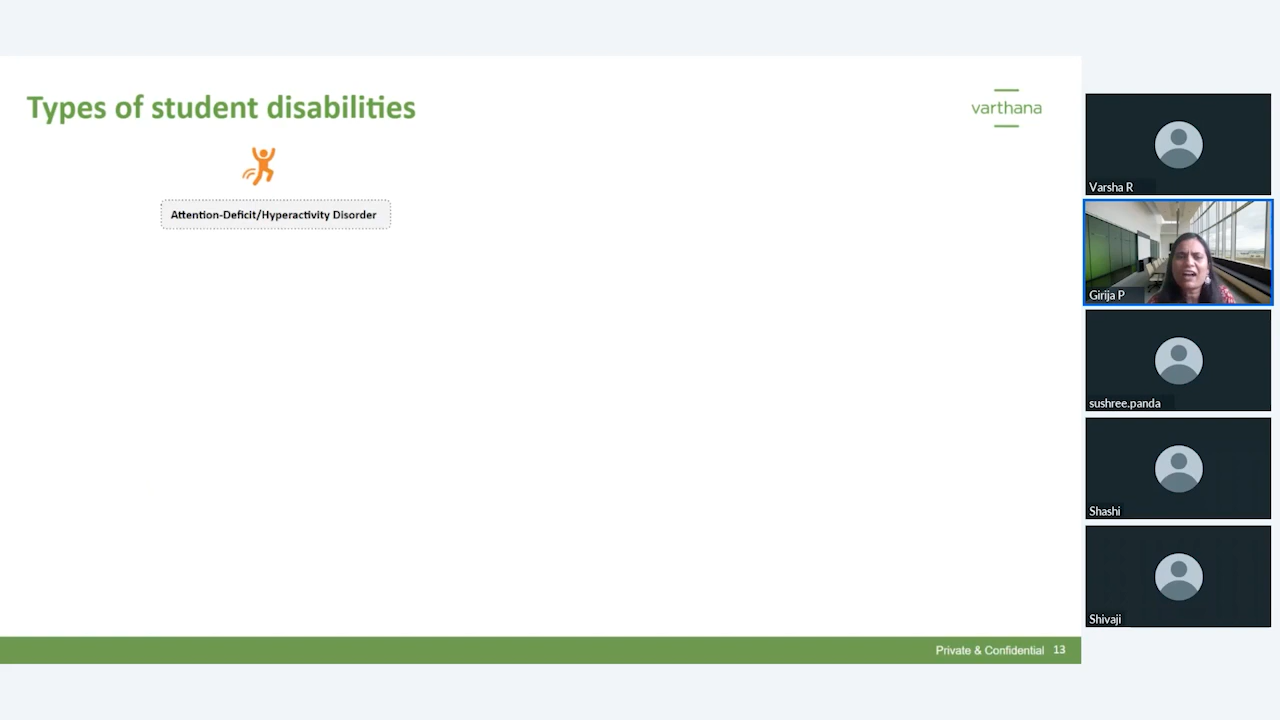 Types of student disabilities
varthana
Attention-Deficit/Hyperactivity Disorder
Varsha R
Girija P
sushree.panda
Shashi
Shivaji
Private & Confidential 13